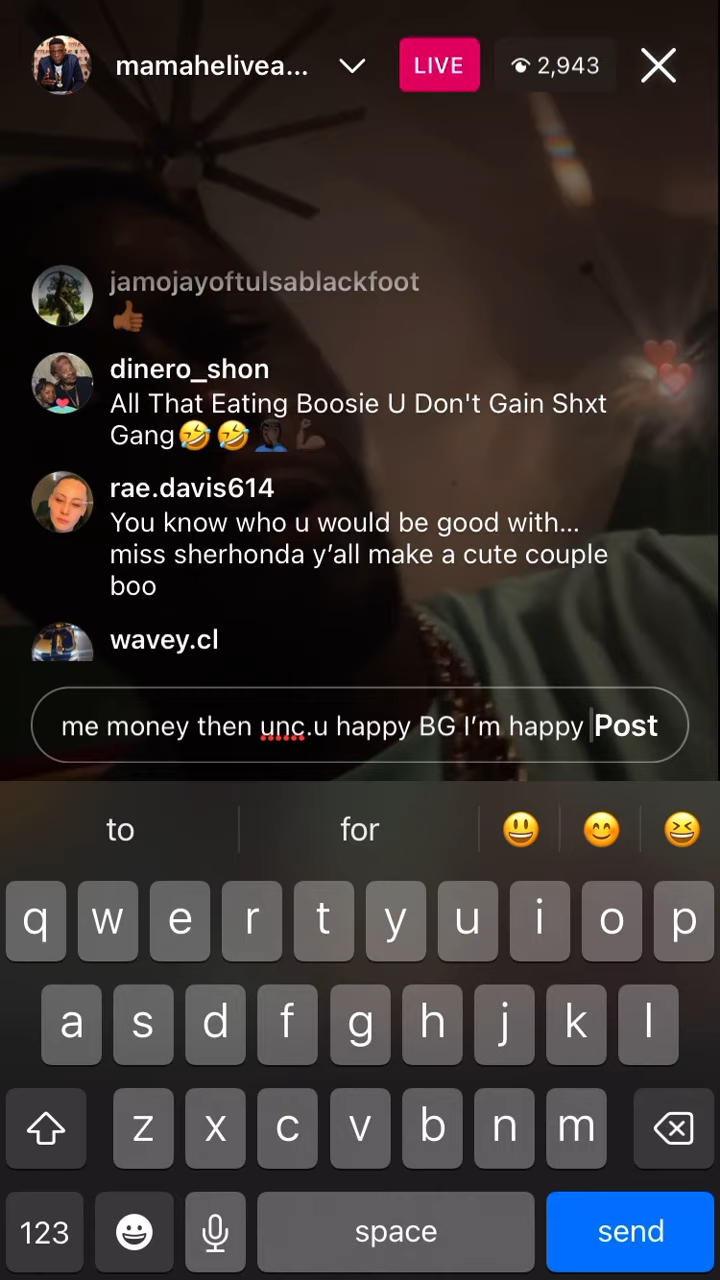 mamahelivea...
LIVE
2,943
jamojayoftulsablackfoot
👍🏾
dinero_shon
All That Eating Boosie U Don't Gain Shxt
Gang🤣🤣🤦🏿‍♂️💪🏿
rae.davis614
You know who u would be good with...
miss sherhonda y'all make a cute couple
boo
wavey.cl
me money then unc.u happy BG I'm happy Post
to for 😃 😊 😆
q w e r t y u i o p
a s d f g h j k l
z x c v b n m
123 space send